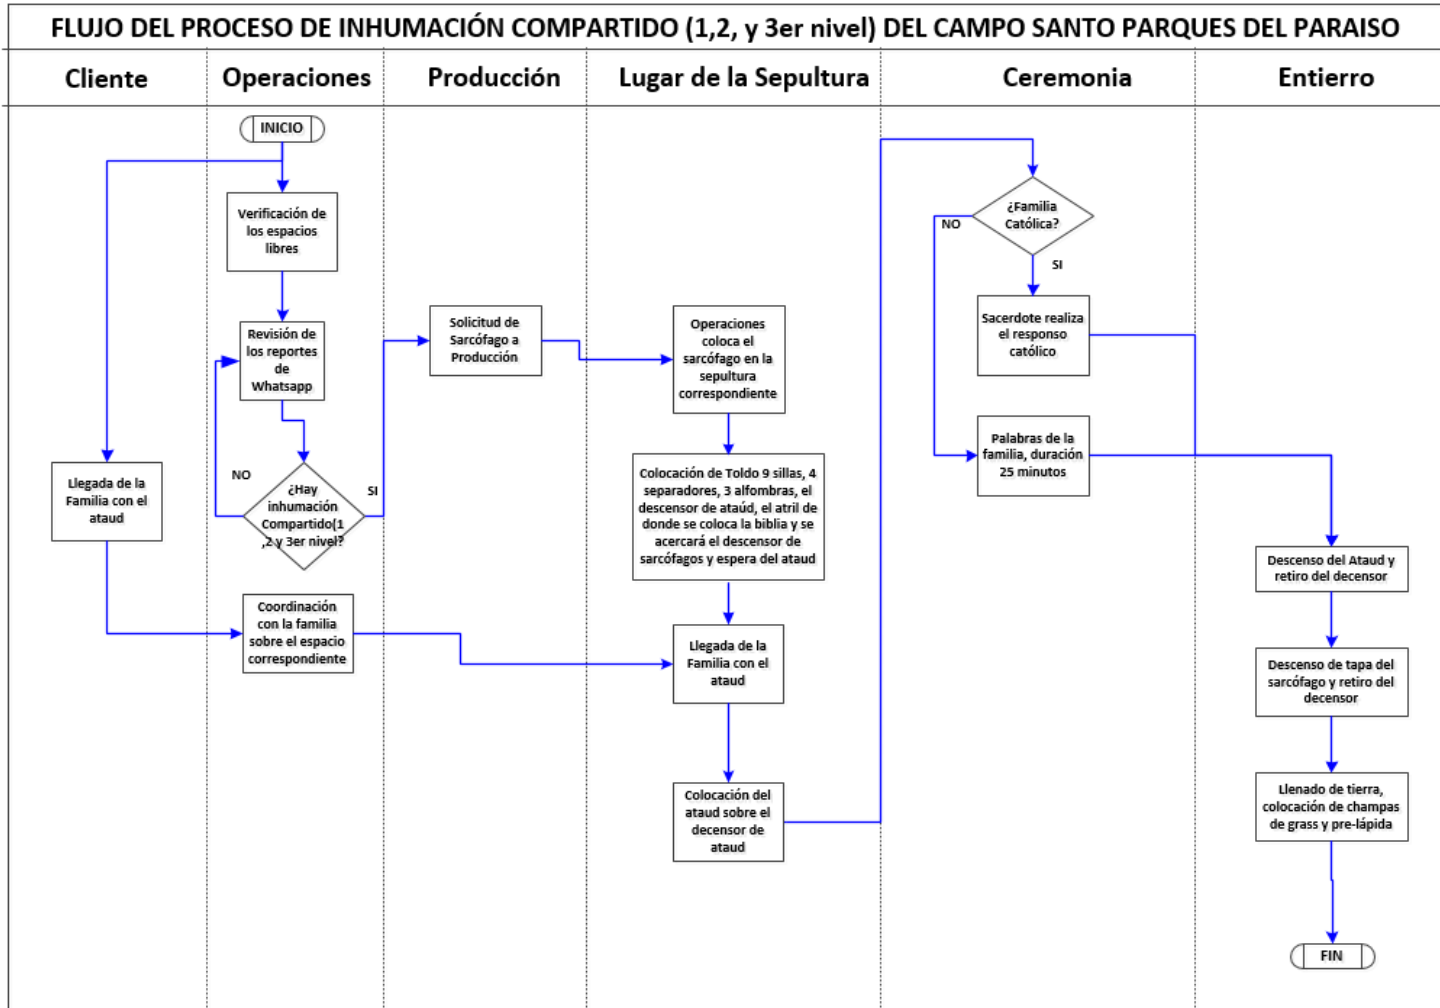 FLUJO DEL PROCESO DE INHUMACIÓN COMPARTIDO (1,2, y 3er nivel) DEL CAMPO SANTO PARQUES DEL PARAISO
Cliente
Operaciones
Producción
Lugar de la Sepultura
Ceremonia
Entierro
INICIO
Verificación de
los espacios
libres
Revisión de
los reportes
de
Whatsapp
NO
SI
¿Hay
inhumación
Compartido(1
,2 y 3er nivel?
Llegada de la
Familia con el
ataud
Coordinación
con la familia
sobre el espacio
correspondiente
Solicitud de
Sarcófago a
Producción
Operaciones
coloca el
sarcófago en la
sepultura
correspondiente
Colocación de Toldo 9 sillas, 4
separadores, 3 alfombras, el
descensor de ataúd, el atril de
donde se coloca la biblia y se
acercará el descensor de
sarcófagos y espera del ataud
Llegada de la
Familia con el
ataud
Colocación del
ataud sobre el
decensor de
ataud
¿Familia
Católica?
NO
SI
Sacerdote realiza
el responso
católico
Palabras de la
familia, duración
25 minutos
Descenso del Ataud y
retiro del decensor
Descenso de tapa del
sarcófago y retiro del
decensor
Llenado de tierra,
colocación de champas
de grass y pre-lápida
FIN